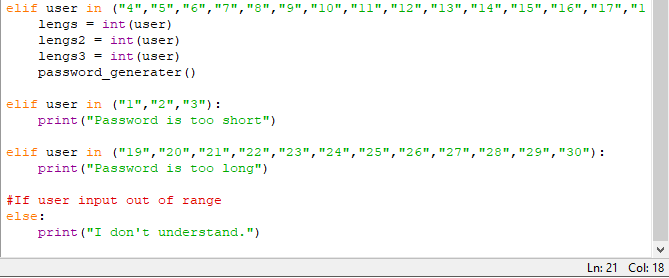 elif user in ("4","5","6","7","8","9","10","11","12","13","14","15","16","17","1
    lengs = int(user)
    lengs2 = int(user)
    lengs3 = int(user)
    password_generater()
elif user in ("1","2","3"):
    print("Password is too short")
elif user in ("19","20","21","22","23","24","25","26","27","28","29","30"):
    print("Password is too long")
#If user input out of range
else:
    print("I don't understand.")
Ln: 21 Col: 18